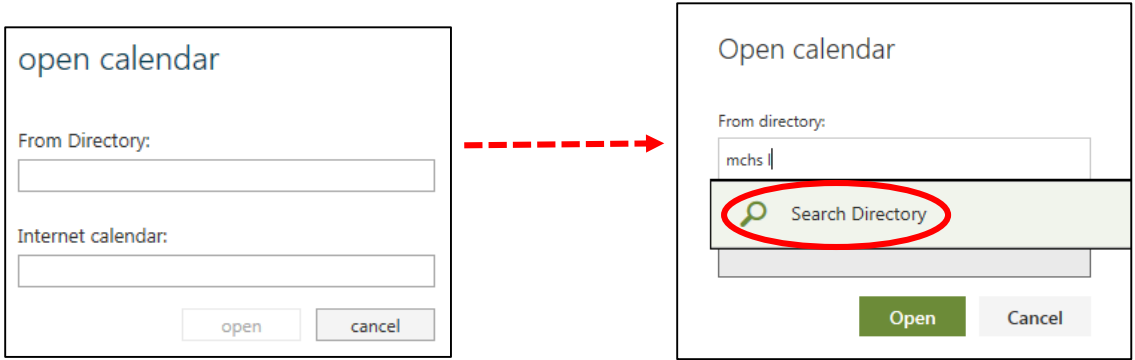 open calendar
From Directory:
Internet calendar:
open cancel
Open calendar
From directory:
mchs l
Search Directory
Open Cancel